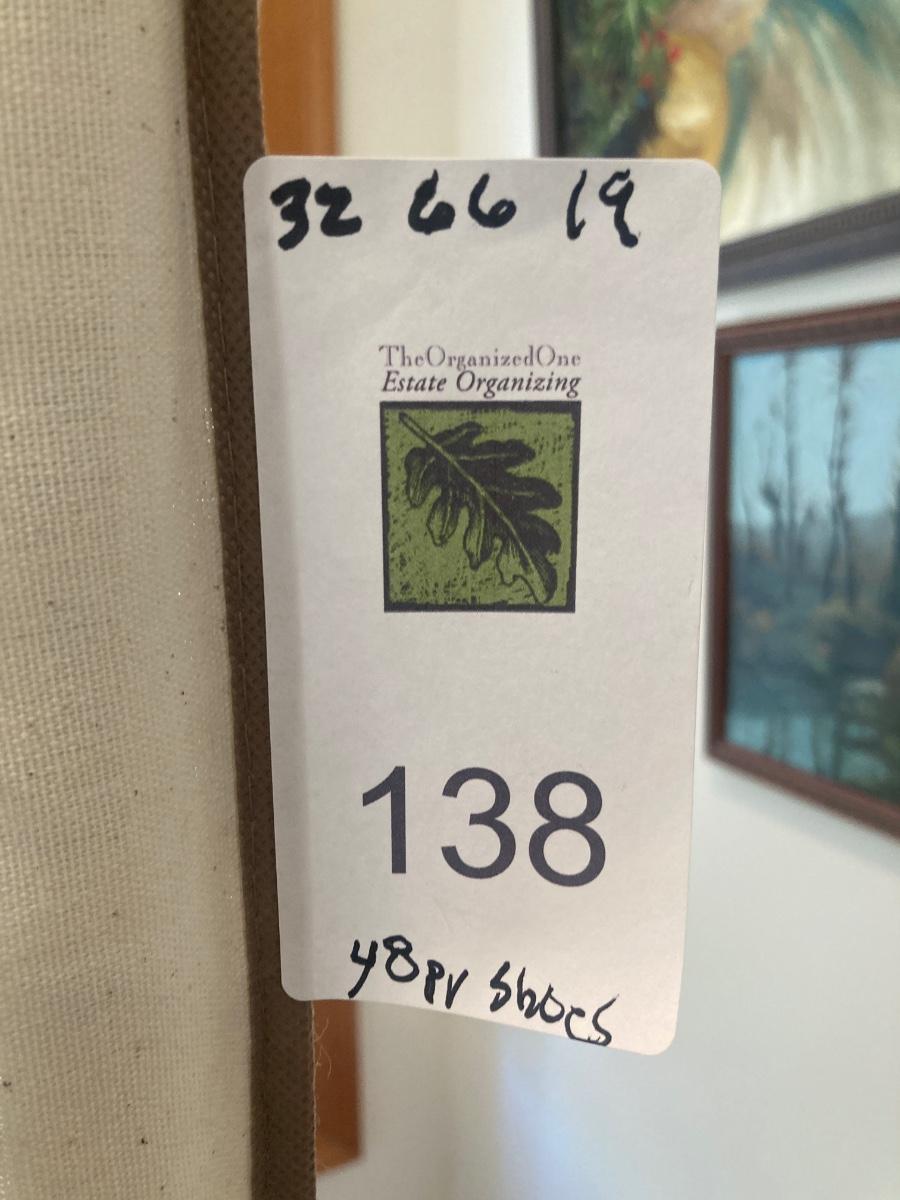 32 66 19
TheOrganizedOne
Estate Organizing
138
48pr shoes